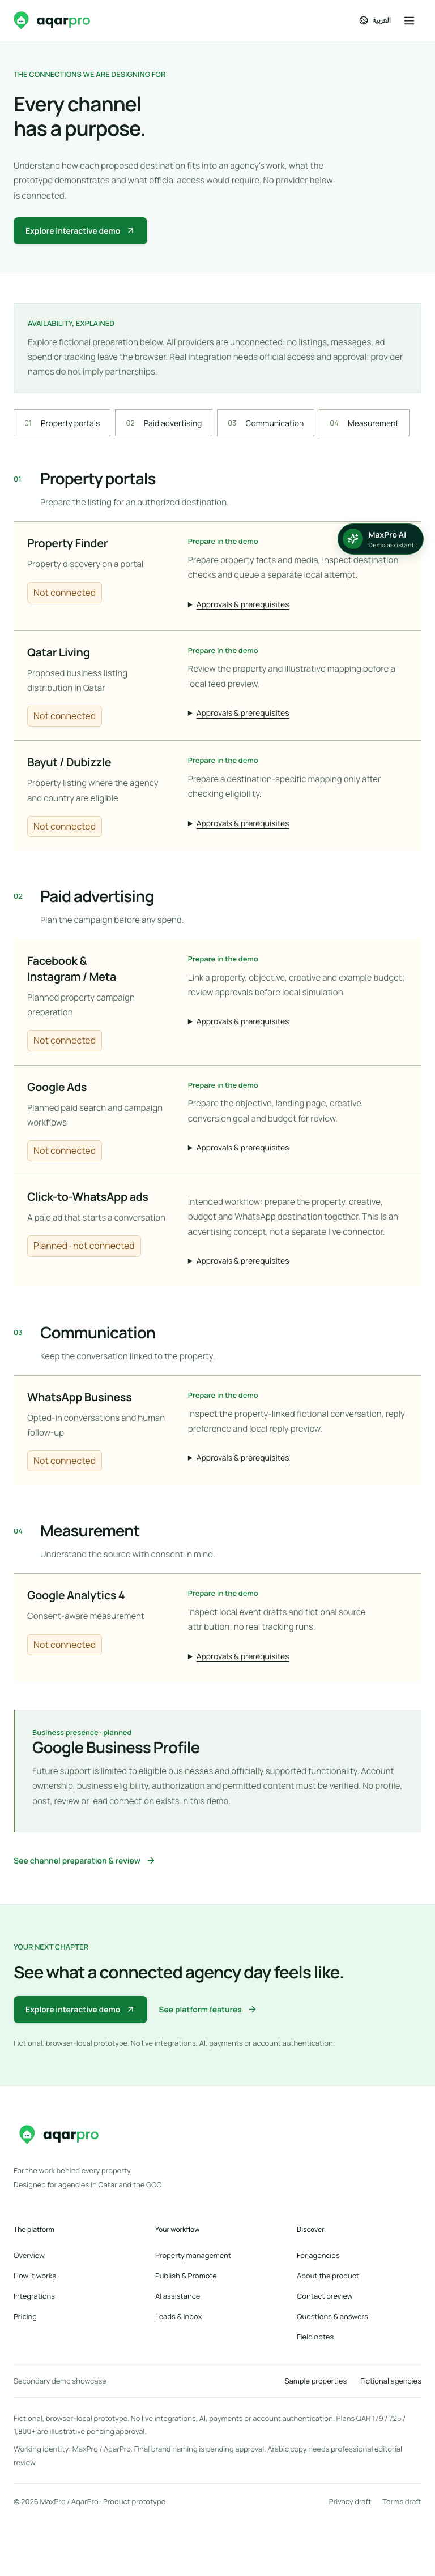 aqarpro
العربية
THE CONNECTIONS WE ARE DESIGNING FOR
Every channel
has a purpose.
Understand how each proposed destination fits into an agency's work, what the
prototype demonstrates and what official access would require. No provider below
is connected.
Explore interactive demo
AVAILABILITY, EXPLAINED
Explore fictional preparation below. All providers are unconnected: no listings, messages, ad
spend or tracking leave the browser. Real integration needs official access and approval; provider
names do not imply partnerships.
01 Property portals
02 Paid advertising
03 Communication
04 Measurement
01 Property portals
Prepare the listing for an authorized destination.
MaxPro AI
Demo assistant
Property Finder
Property discovery on a portal
Not connected
Prepare in the demo
Prepare property facts and media, inspect destination
checks and queue a separate local attempt.
Approvals & prerequisites
Qatar Living
Proposed business listing
distribution in Qatar
Not connected
Prepare in the demo
Review the property and illustrative mapping before a
local feed preview.
Approvals & prerequisites
Bayut / Dubizzle
Property listing where the agency
and country are eligible
Not connected
Prepare in the demo
Prepare a destination-specific mapping only after
checking eligibility.
Approvals & prerequisites
02 Paid advertising
Plan the campaign before any spend.
Facebook &
Instagram / Meta
Planned property campaign
preparation
Not connected
Prepare in the demo
Link a property, objective, creative and example budget;
review approvals before local simulation.
Approvals & prerequisites
Google Ads
Planned paid search and campaign
workflows
Not connected
Prepare in the demo
Prepare the objective, landing page, creative,
conversion goal and budget for review.
Approvals & prerequisites
Click-to-WhatsApp ads
A paid ad that starts a conversation
Planned · not connected
Intended workflow: prepare the property, creative,
budget and WhatsApp destination together. This is an
advertising concept, not a separate live connector.
Approvals & prerequisites
03 Communication
Keep the conversation linked to the property.
WhatsApp Business
Opted-in conversations and human
follow-up
Not connected
Prepare in the demo
Inspect the property-linked fictional conversation, reply
preference and local reply preview.
Approvals & prerequisites
04 Measurement
Understand the source with consent in mind.
Google Analytics 4
Consent-aware measurement
Not connected
Prepare in the demo
Inspect local event drafts and fictional source
attribution; no real tracking runs.
Approvals & prerequisites
Business presence · planned
Google Business Profile
Future support is limited to eligible businesses and officially supported functionality. Account
ownership, business eligibility, authorization and permitted content must be verified. No profile,
post, review or lead connection exists in this demo.
See channel preparation & review
YOUR NEXT CHAPTER
See what a connected agency day feels like.
Explore interactive demo
See platform features
Fictional, browser-local prototype. No live integrations, AI, payments or account authentication.
aqarpro
For the work behind every property.
Designed for agencies in Qatar and the GCC.
The platform
Overview
How it works
Integrations
Pricing
Your workflow
Property management
Publish & Promote
AI assistance
Leads & Inbox
Discover
For agencies
About the product
Contact preview
Questions & answers
Field notes
Secondary demo showcase
Sample properties
Fictional agencies
Fictional, browser-local prototype. No live integrations, AI, payments or account authentication. Plans QAR 179 / 725 /
1,800+ are illustrative pending approval.
Working identity: MaxPro / AqarPro. Final brand naming is pending approval. Arabic copy needs professional editorial
review.
© 2026 MaxPro / AqarPro · Product prototype
Privacy draft
Terms draft